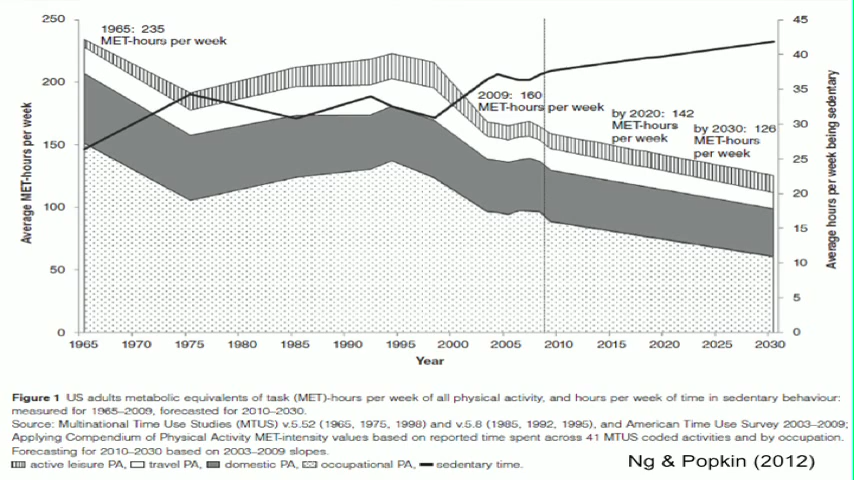 250
200
150
100
50
0
Average MET-hours per week
1965: 235
MET-hours per week
2009: 160
MET-hours per week
by 2020: 142
MET-hours
per week
by 2030: 126
MET-hours
per week
45
40
35
30
25
20
15
10
5
0
Average hours per week being sedentary
1965 1970 1975 1980 1985 1990 1995 2000 2005 2010 2015 2020 2025 2030
Year
Figure 1 US adults metabolic equivalents of task (MET)-hours per week of all physical activity, and hours per week of time in sedentary behaviour:
measured for 1965–2009, forecasted for 2010–2030.
Source: Multinational Time Use Studies (MTUS) v.5.52 (1965, 1975, 1998) and v.5.8 (1985, 1992, 1995), and American Time Use Survey 2003–2009;
Applying Compendium of Physical Activity MET-intensity values based on reported time spent across 41 MTUS coded activities and by occupation.
Forecasting for 2010–2030 based on 2003–2009 slopes.
active leisure PA, travel PA, domestic PA, occupational PA, sedentary time.
Ng & Popkin (2012)